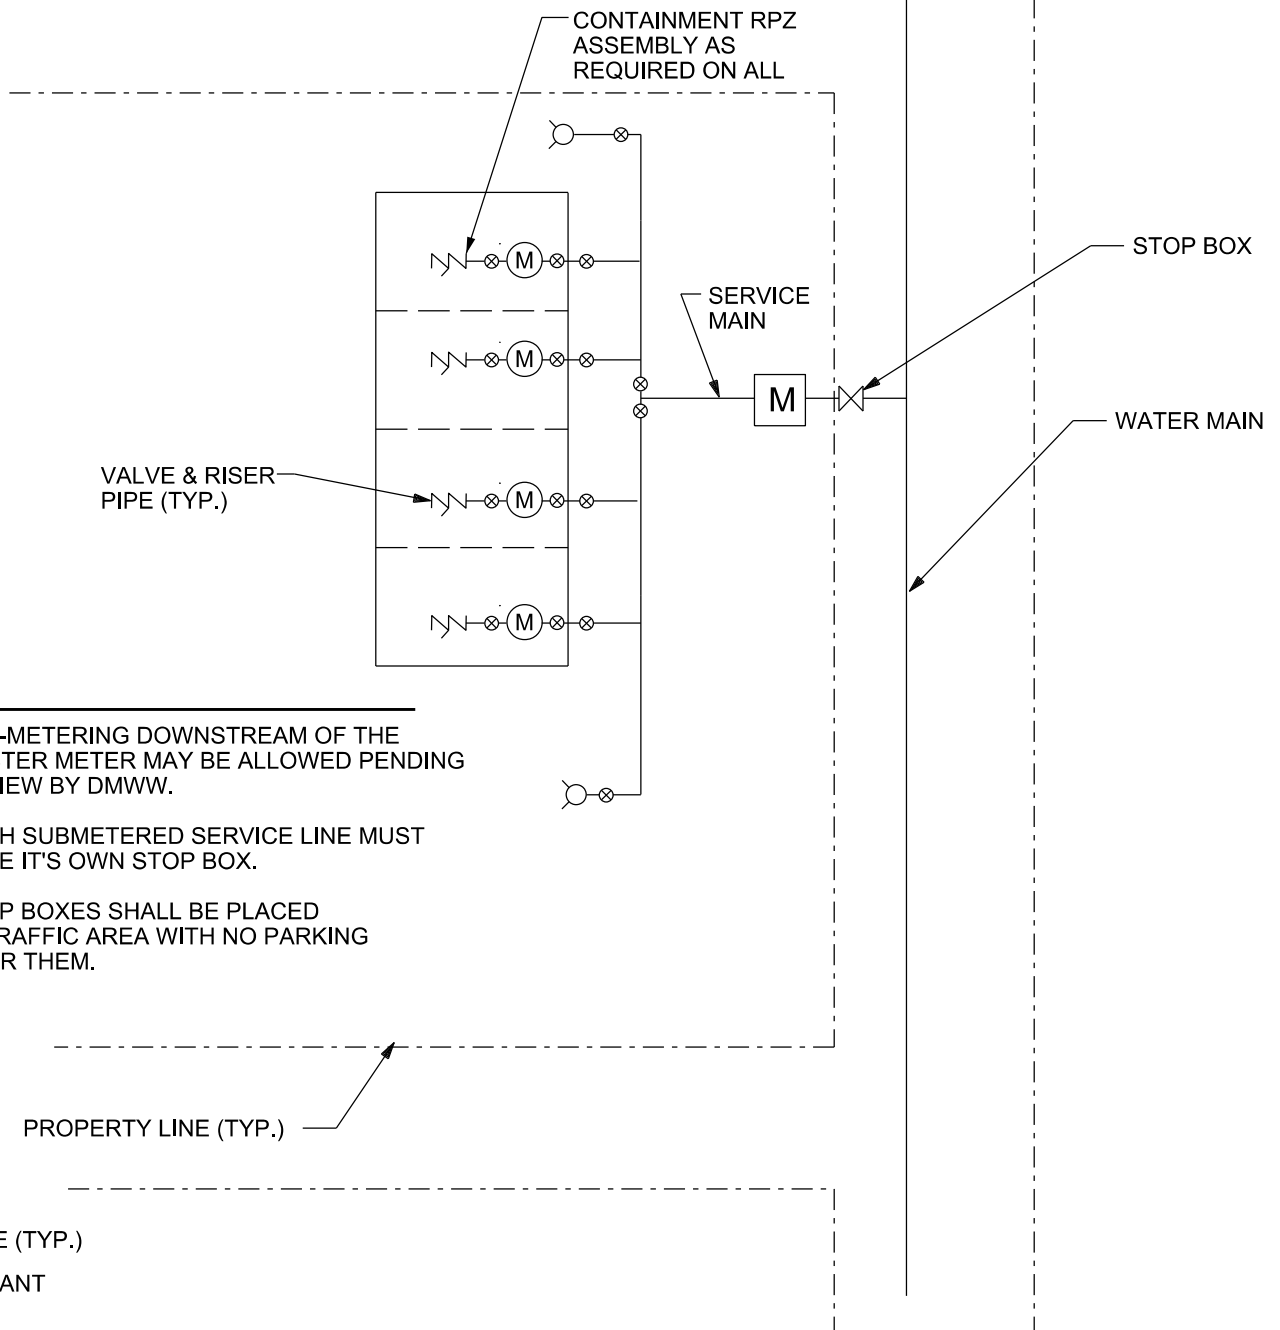 CONTAINMENT RPZ
ASSEMBLY AS
REQUIRED ON ALL
STOP BOX
M
SERVICE
MAIN
M
M
WATER MAIN
VALVE & RISER
PIPE (TYP.)
M
M
-METERING DOWNSTREAM OF THE
TER METER MAY BE ALLOWED PENDING
IEW BY DMWW.
H SUBMETERED SERVICE LINE MUST
E IT'S OWN STOP BOX.
P BOXES SHALL BE PLACED
RAFFIC AREA WITH NO PARKING
R THEM.
PROPERTY LINE (TYP.)
E (TYP.)
ANT